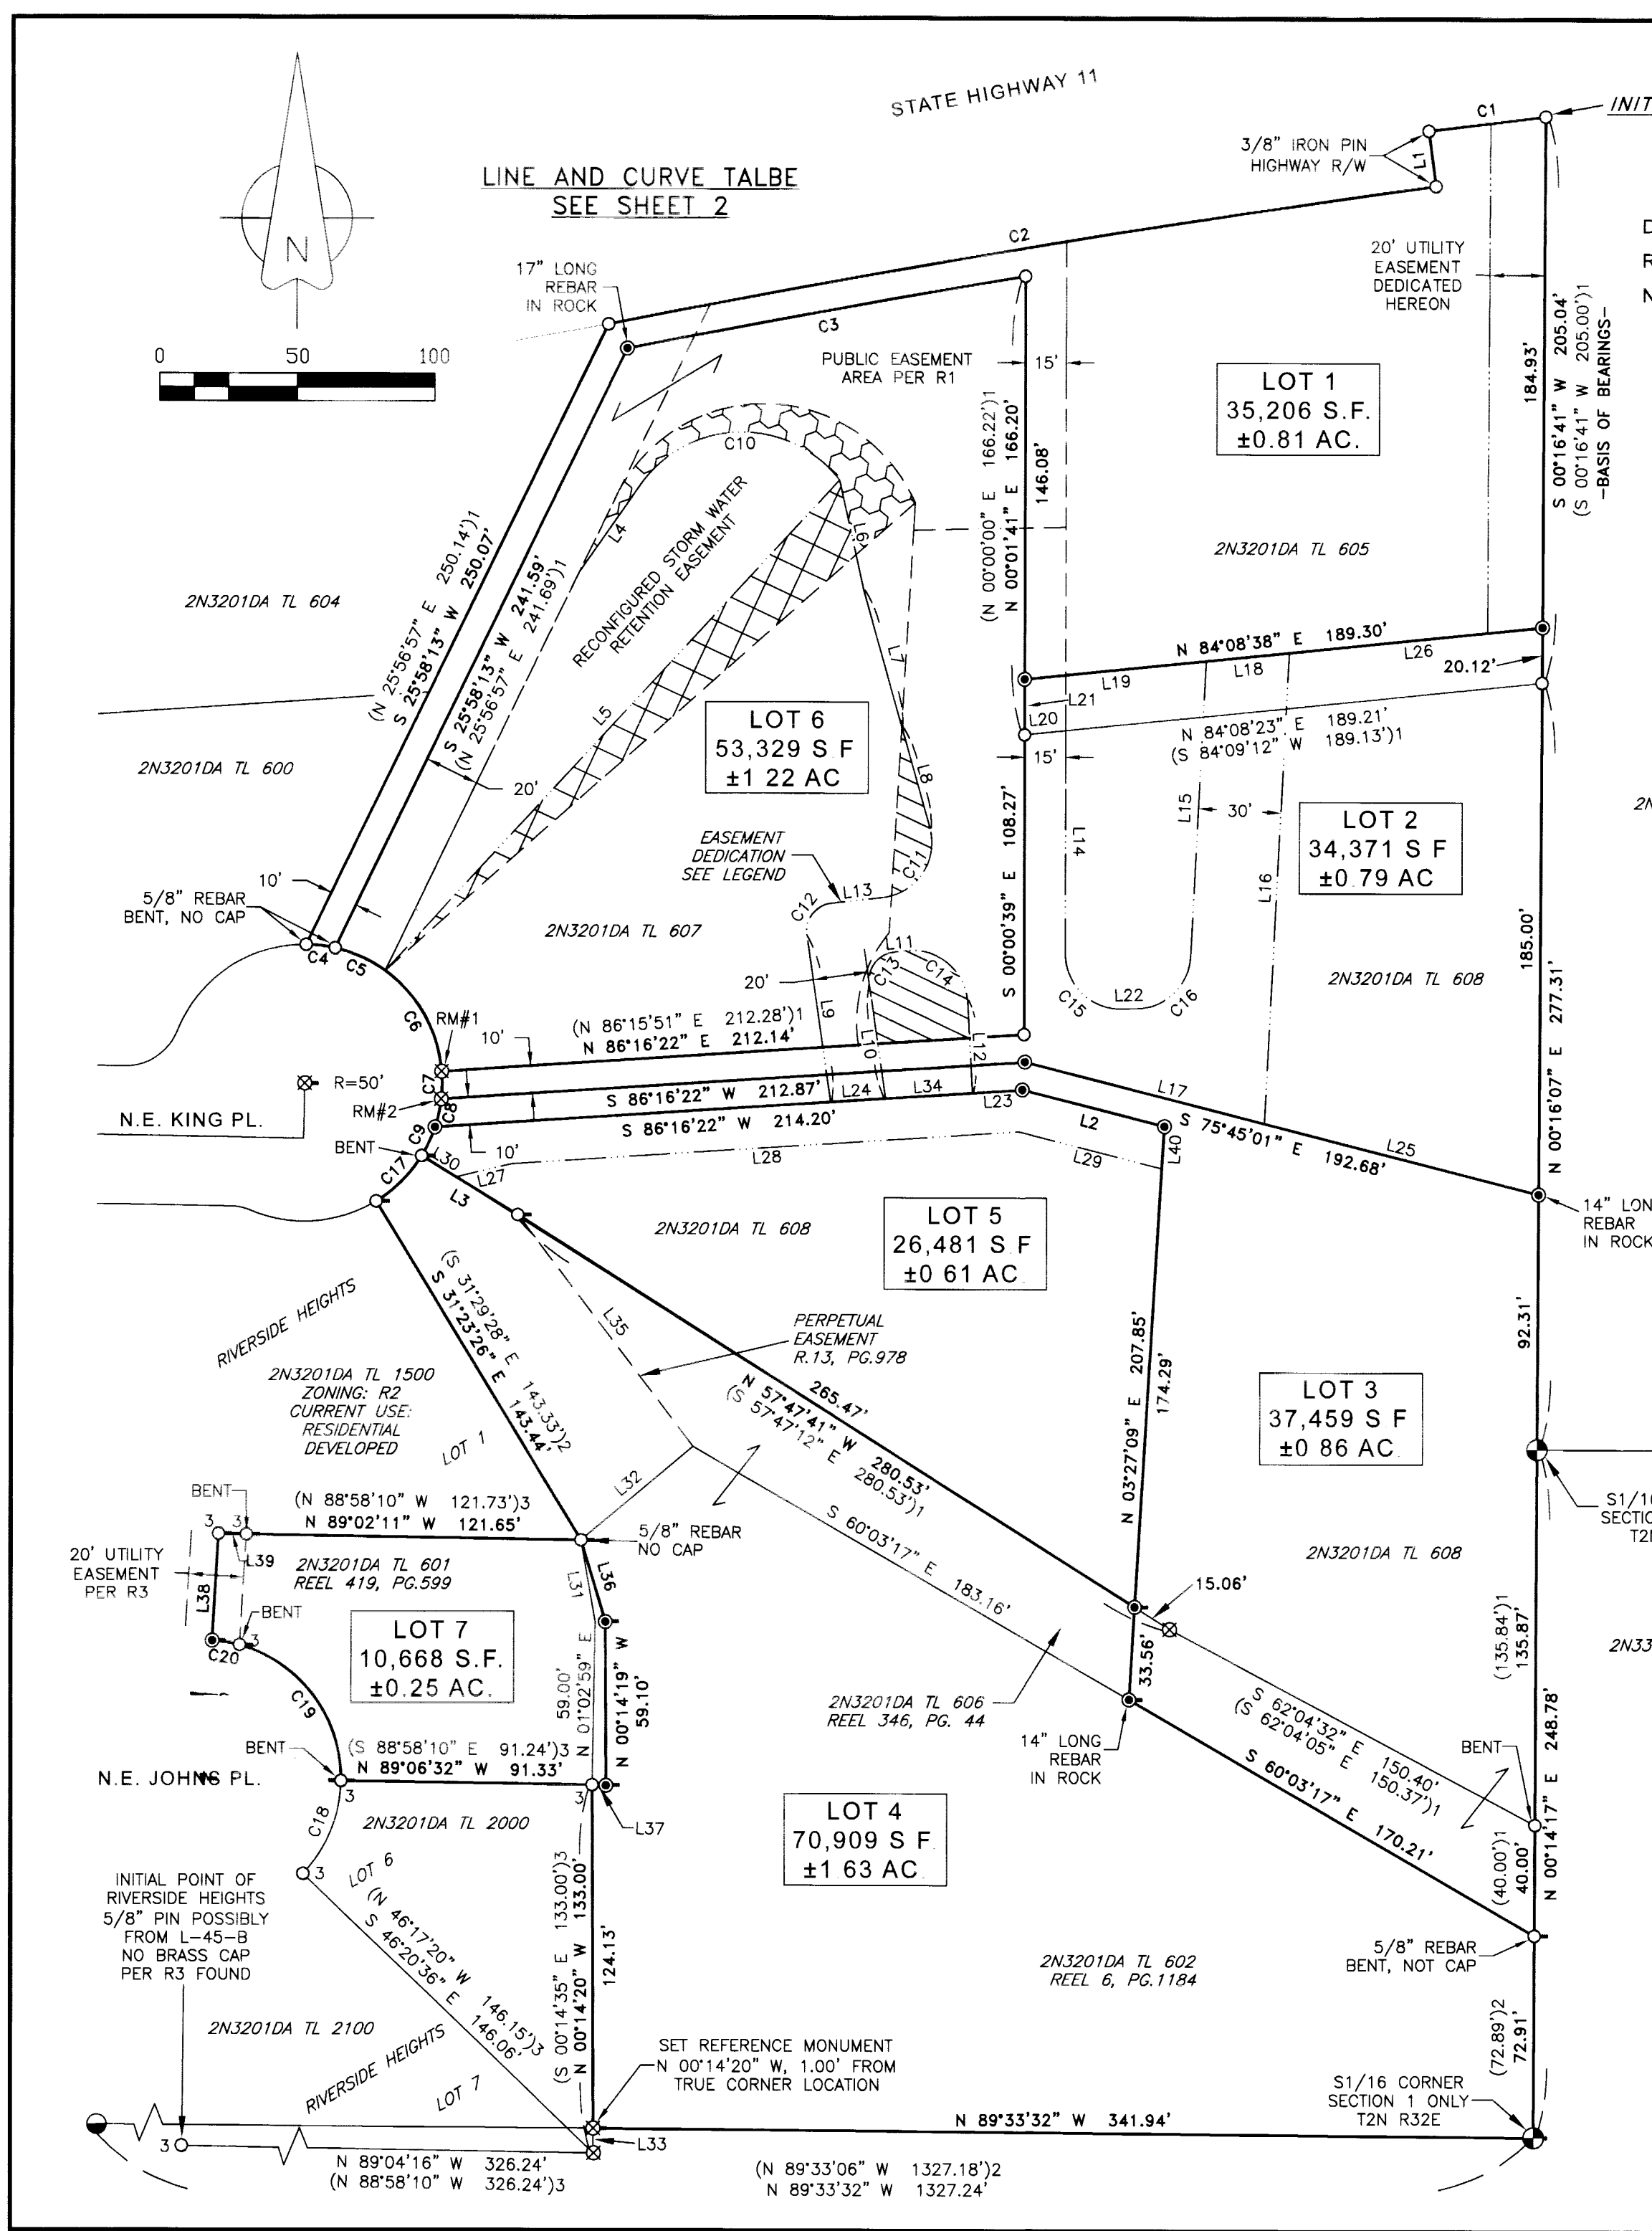 STATE HIGHWAY 11
C1
INIT
3/8" IRON PIN
HIGHWAY R/W
L1
LINE AND CURVE TALBE
SEE SHEET 2
N
C2
17" LONG
REBAR
IN ROCK
C3
20' UTILITY
EASEMENT
DEDICATED
HEREON
D
R
N
0 50 100
PUBLIC EASEMENT
AREA PER R1
15'
LOT 1
35,206 S.F.
±0.81 AC.
184.93'
S 00°16'41" W 205.04'
(S 00°16'41" W 205.00')1
-BASIS OF BEARINGS-
(N 00°00'00" E 166.22')1
N 00°01'41" E 166.20'
146.08'
C10
L4
L6
RECONFIGURED STORM WATER
RETENTION EASEMENT
2N3201DA TL 605
2N3201DA TL 604
(N 25°56'57" E 250.14')1
S 25°58'13" W 250.07'
S 25°58'13" W 241.59'
(N 25°56'57" E 241.69')1
L7
L5
N 84°08'38" E 189.30'
L19
L18
L26
20.12'
L21
L20
N 84°08'23" E 189.21'
(S 84°09'12" W 189.13')1
15'
LOT 6
53,329 S F
±1 22 AC
2N3201DA TL 600
20'
L8
L15
30'
L14
L16
2N
LOT 2
34,371 S F
±0.79 AC
EASEMENT
DEDICATION
SEE LEGEND
S 00°00'39" E 108.27'
10'
5/8" REBAR
BENT, NO CAP
C11
L13
C12
2N3201DA TL 607
C4
C5
L11
C13
C14
20'
2N3201DA TL 608
185.00'
N 00°16'07" E 277.31'
C15
L22
C16
C6
RM#1
10'
(N 86°15'51" E 212.28')1
N 86°16'22" E 212.14'
L9
L10
L12
R=50'
C7
RM#2
C8
S 86°16'22" W 212.87'
L24
L34
L23
L17
N.E. KING PL.
C9
S 86°16'22" W 214.20'
L2
S 75°45'01" E 192.68'
L25
BENT
L30
10'
L27
L28
L29
L40
C17
L3
14" LON
REBAR
IN ROCK
2N3201DA TL 608
LOT 5
26,481 S.F
±0 61 AC
(S 31°29'28" E 143.33')2
S 31°23'26" E 143.44'
RIVERSIDE HEIGHTS
L35
PERPETUAL
EASEMENT
R.13, PG.978
92.31'
N 03°27'09" E 207.85'
174.29'
2N3201DA TL 1500
ZONING: R2
CURRENT USE:
RESIDENTIAL
DEVELOPED
LOT 1
265.47'
N 57°47'41" W 280.53'
(S 57°47'12" E 280.53')1
LOT 3
37,459 S F
±0 86 AC
L32
S 60°03'17" E 183.16'
BENT
(N 88°58'10" W 121.73')3
N 89°02'11" W 121.65'
3 3
5/8" REBAR
NO CAP
S1/16
SECTIO
T2
20' UTILITY
EASEMENT
PER R3
L39
2N3201DA TL 601
REEL 419, PG.599
L38
L31
L36
2N3201DA TL 608
15.06'
BENT
3
C20
LOT 7
10,668 S.F.
±0.25 AC.
59.00'
N 01°02'59" E
N 00°14'19" W
59.10'
33.56'
(135.84')1
135.87'
2N33
C19
2N3201DA TL 606
REEL 346, PG. 44
14" LONG
REBAR
IN ROCK
S 62°04'32" E 150.40'
(S 62°04'05" E 150.37')1
BENT
N 00°14'17" E 248.78'
BENT
(S 88°58'10" E 91.24')3
N 89°06'32" W 91.33'
N.E. JOHNS PL.
3
3
L37
S 60°03'17" E 170.21'
C18
2N3201DA TL 2000
LOT 4
70,909 S F
±1 63 AC
(40.00')1
40.00'
INITIAL POINT OF
RIVERSIDE HEIGHTS
5/8" PIN POSSIBLY
FROM L-45-B
NO BRASS CAP
PER R3 FOUND
3
LOT 6
(N 46°17'20" W 146.15')3
S 46°20'36" E 146.06'
(S 00°14'35" E 133.00')3
N 00°14'20" W 133.00'
124.13'
2N3201DA TL 602
REEL 6, PG.1184
5/8" REBAR
BENT, NOT CAP
2N3201DA TL 2100
RIVERSIDE HEIGHTS
LOT 7
SET REFERENCE MONUMENT
N 00°14'20" W, 1.00' FROM
TRUE CORNER LOCATION
(72.89')2
72.91'
S1/16 CORNER
SECTION 1 ONLY
T2N R32E
N 89°33'32" W 341.94'
3
L33
N 89°04'16" W 326.24'
(N 88°58'10" W 326.24')3
(N 89°33'06" W 1327.18')2
N 89°33'32" W 1327.24'